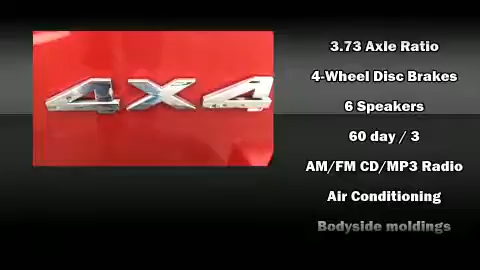 4X4
3.73 Axle Ratio
4-Wheel Disc Brakes
6 Speakers
60 day / 3
AM/FM CD/MP3 Radio
Air Conditioning
Bodyside moldings